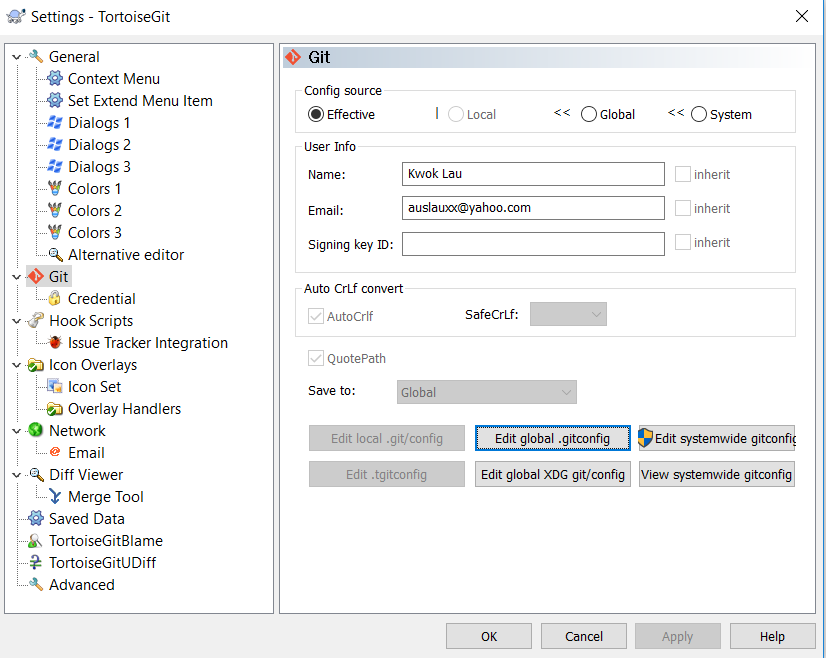 Settings - TortoiseGit
General
Context Menu
Set Extend Menu Item
Dialogs 1
Dialogs 2
Dialogs 3
Colors 1
Colors 2
Colors 3
Alternative editor
Git
Credential
Hook Scripts
Issue Tracker Integration
Icon Overlays
Icon Set
Overlay Handlers
Network
Email
Diff Viewer
Merge Tool
Saved Data
TortoiseGitBlame
TortoiseGitUDiff
Advanced
Git
Config source
Effective | Local << Global << System
User Info
Name: Kwok Lau inherit
Email: auslauxx@yahoo.com inherit
Signing key ID: inherit
Auto CrLf convert
AutoCrlf SafeCrLf:
QuotePath
Save to: Global
Edit local .git/config Edit global .gitconfig Edit systemwide gitconfig
Edit .tgitconfig Edit global XDG git/config View systemwide gitconfig
OK Cancel Apply Help